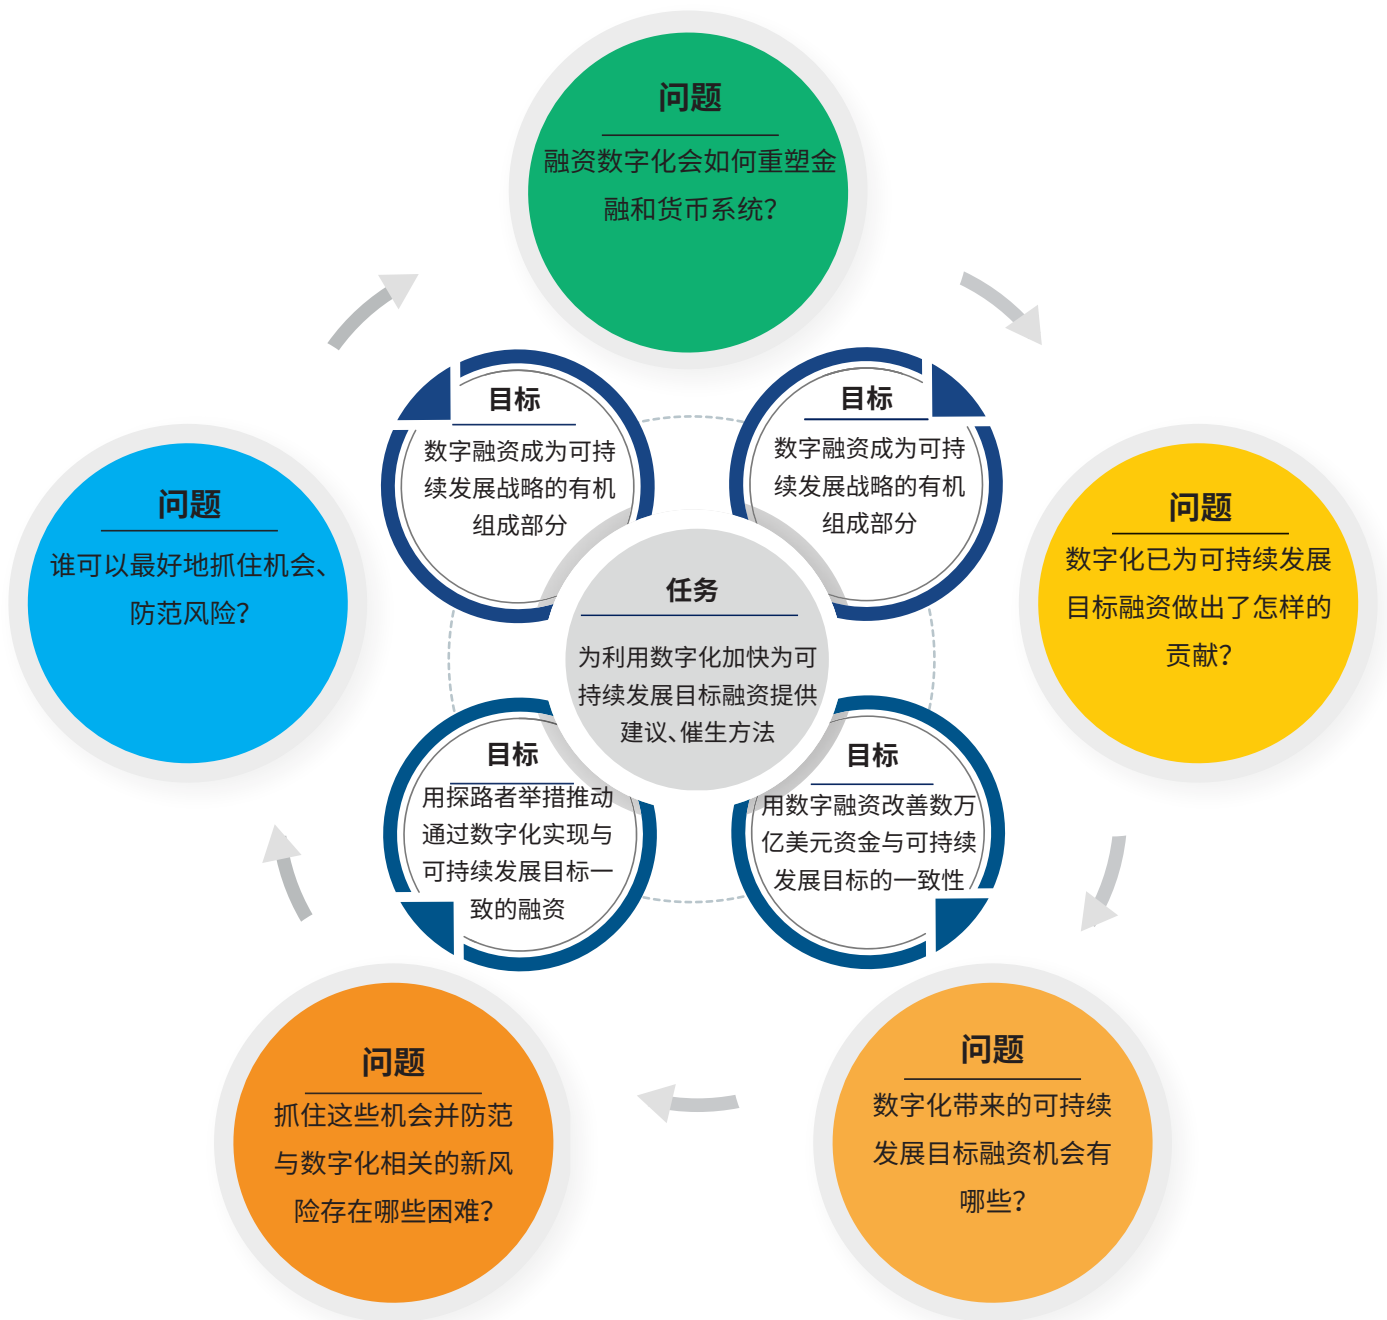 问题
融资数字化会如何重塑金
融和货币系统？
目标
数字融资成为可持
续发展战略的有机
组成部分
目标
数字融资成为可持
续发展战略的有机
组成部分
问题
谁可以最好地抓住机会、
防范风险？
问题
数字化已为可持续发展
目标融资做出了怎样的
贡献？
任务
为利用数字化加快为可
持续发展目标融资提供
建议、催生方法
目标
用探路者举措推动
通过数字化实现与
可持续发展目标一
致的融资
目标
用数字融资改善数万
亿美元资金与可持续
发展目标的一致性
问题
抓住这些机会并防范
与数字化相关的新风
险存在哪些困难？
问题
数字化带来的可持续
发展目标融资机会有
哪些？